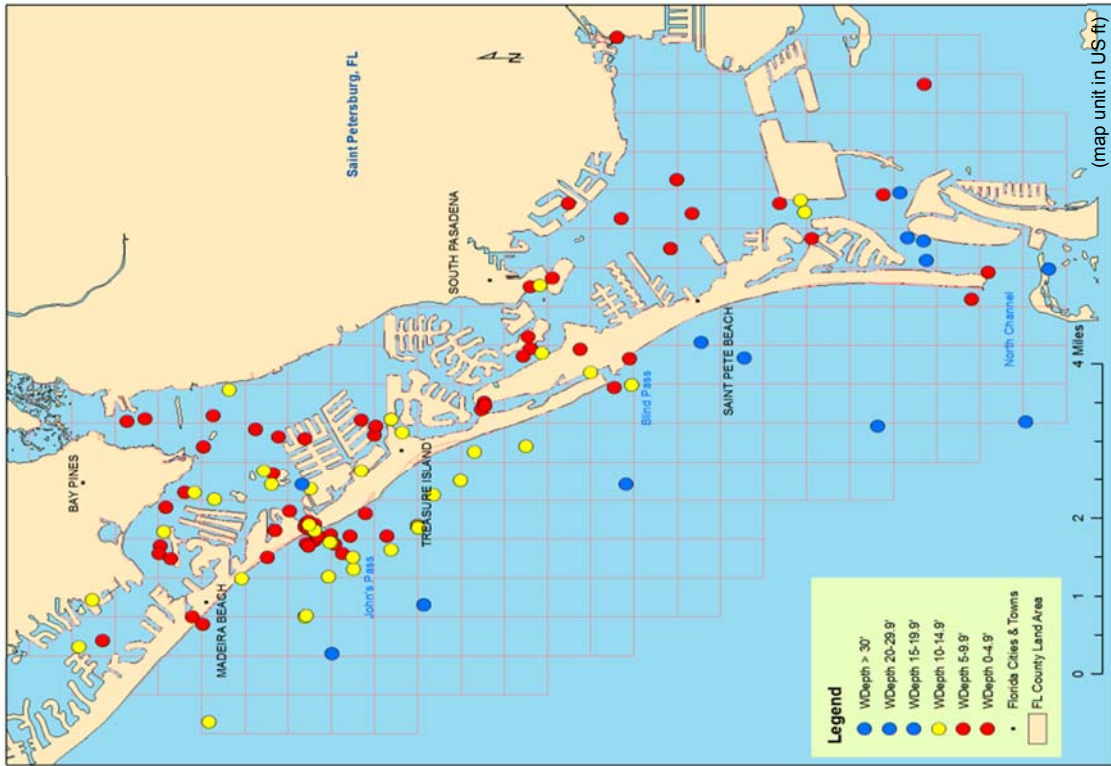 Saint Petersburg, FL
N
BAY PINES
SOUTH PASADENA
MADEIRA BEACH
John's Pass
TREASURE ISLAND
Blind Pass
SAINT PETE BEACH
North Channel
Legend
WDepth > 30'
WDepth 20-29.9'
WDepth 15-19.9'
WDepth 10-14.9'
WDepth 5-9.9'
WDepth 0-4.9'
Florida Cities & Towns
FL County Land Area
0 2 4 Miles
(map unit in US ft)